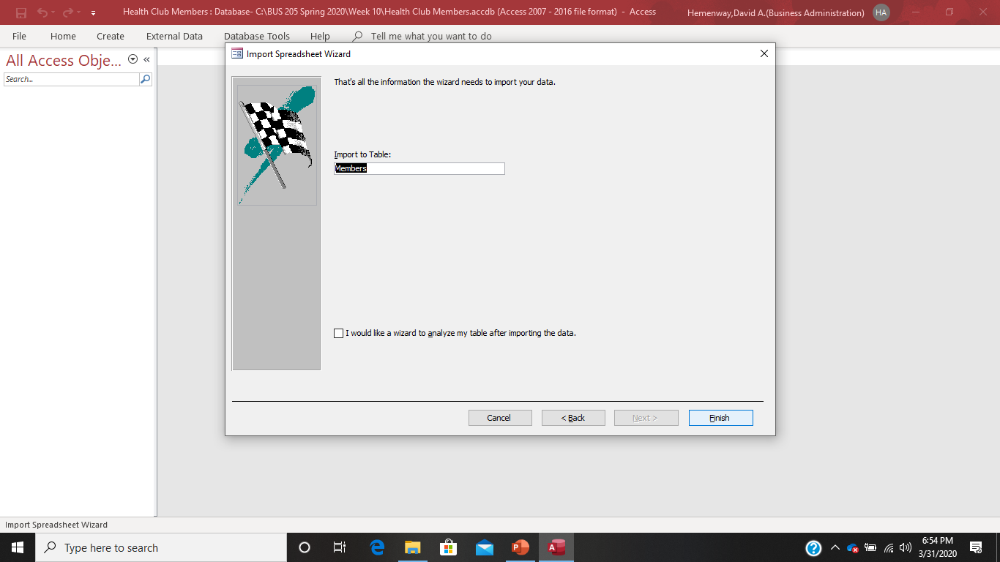 Health Club Members : Database- C:\BUS 205 Spring 2020\Week 10\Health Club Members.accdb (Access 2007 - 2016 file format) - Access
Hemenway,David A.(Business Administration)
HA
File Home Create External Data Database Tools Help Tell me what you want to do
All Access Obje...
Search...
Import Spreadsheet Wizard
That's all the information the wizard needs to import your data.
Import to Table:
Members
I would like a wizard to analyze my table after importing the data.
Cancel < Back Next > Finish
Import Spreadsheet Wizard
Type here to search
6:54 PM
3/31/2020